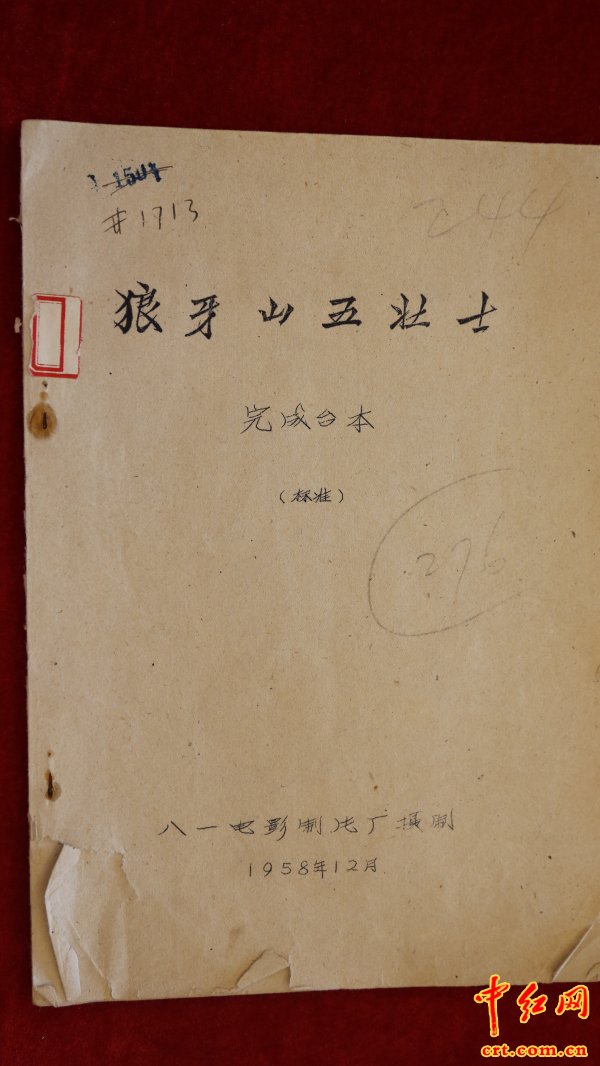 1504
#1713
244
狼牙山五壮士
完成台本
(标准)
276
八一电影制片厂摄制
1958年12月
中红网
crt.com.cn